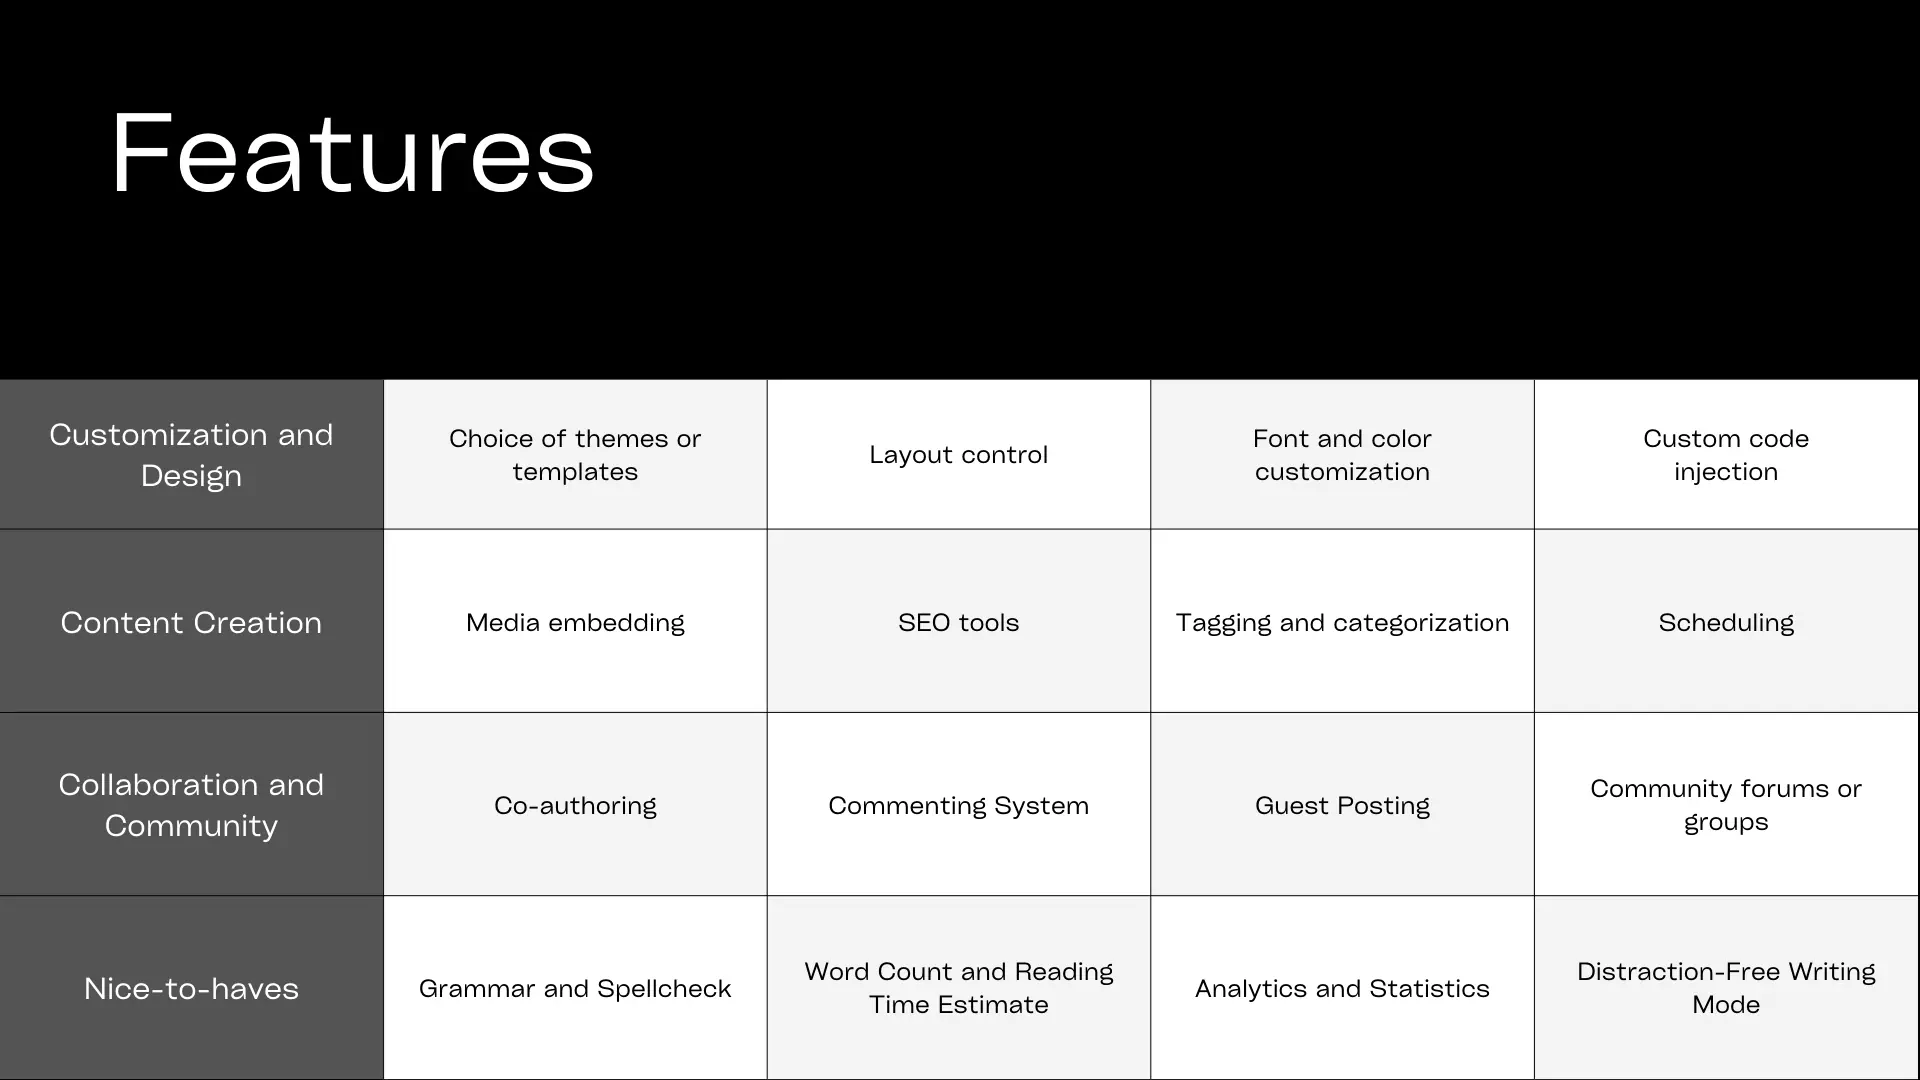 Features
Customization and
Design
Choice of themes or
templates
Layout control
Font and color
customization
Custom code
injection
Content Creation
Media embedding
SEO tools
Tagging and categorization
Scheduling
Collaboration and
Community
Co-authoring
Commenting System
Guest Posting
Community forums or
groups
Nice-to-haves
Grammar and Spellcheck
Word Count and Reading
Time Estimate
Analytics and Statistics
Distraction-Free Writing
Mode